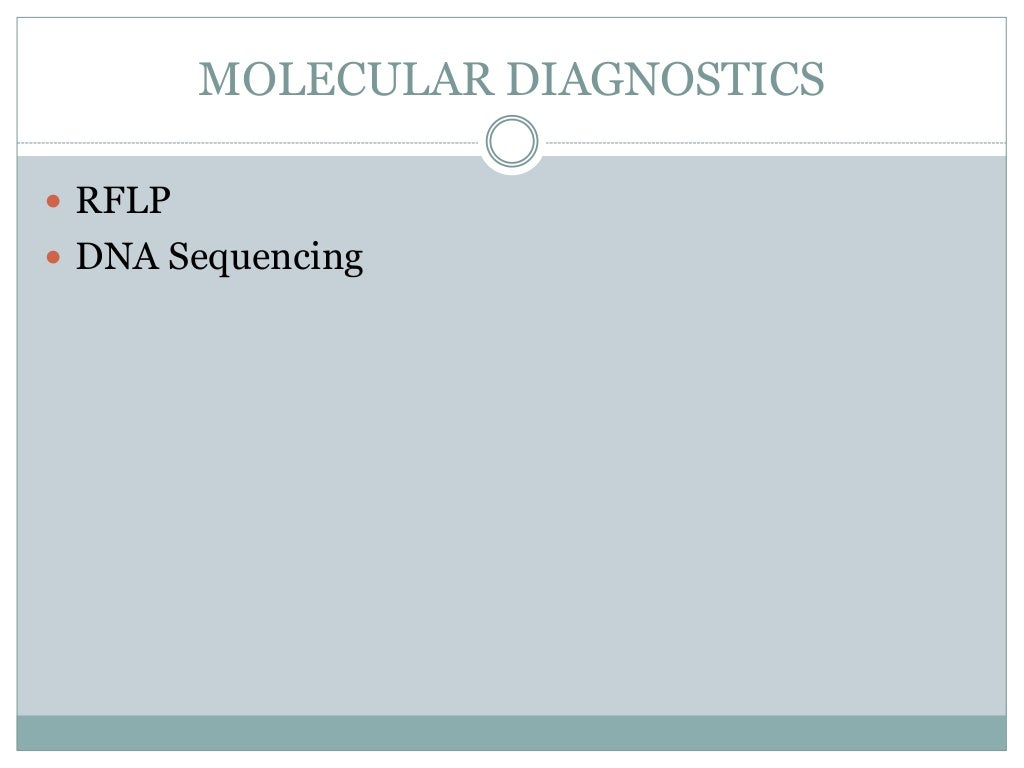 MOLECULAR DIAGNOSTICS
• RFLP
• DNA Sequencing